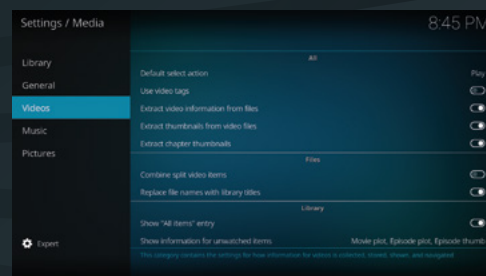 Settings / Media
8:45 PM
Library
General
Videos
Music
Pictures
Expert
All
Default select action Play
Use video tags
Extract video information from files
Extract thumbnails from video files
Extract chapter thumbnails
Files
Combine split video items
Replace file names with library titles
Library
Show "All items" entry
Show information for unwatched items Movie plot, Episode plot, Episode thumb
This category contains the settings for how information for videos is collected, stored, shown, and navigated